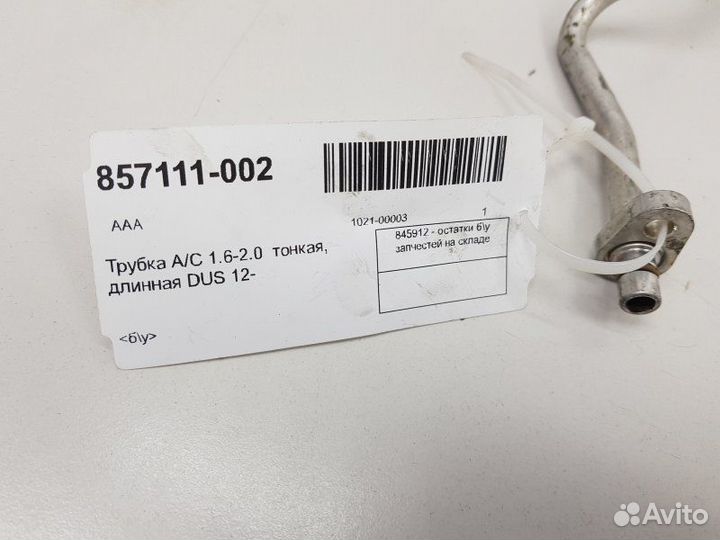 857111-002
AAA
1021-00003 1
Трубка А/С 1.6-2.0 тонкая,
длинная DUS 12-
845912 - остатки б\у
запчестей на складе
<б\у>
Avito